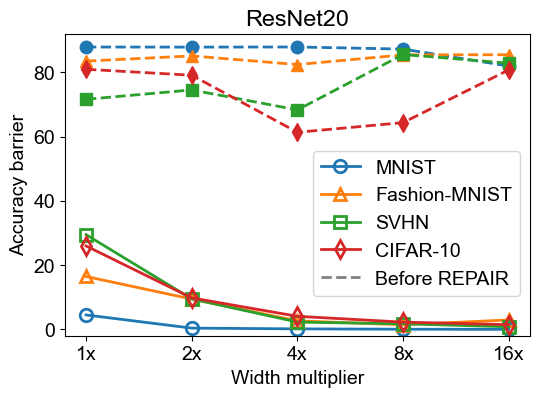 ResNet20
Accuracy barrier
80
60
40
20
0
MNIST
Fashion-MNIST
SVHN
CIFAR-10
Before REPAIR
1x 2x 4x 8x 16x
Width multiplier